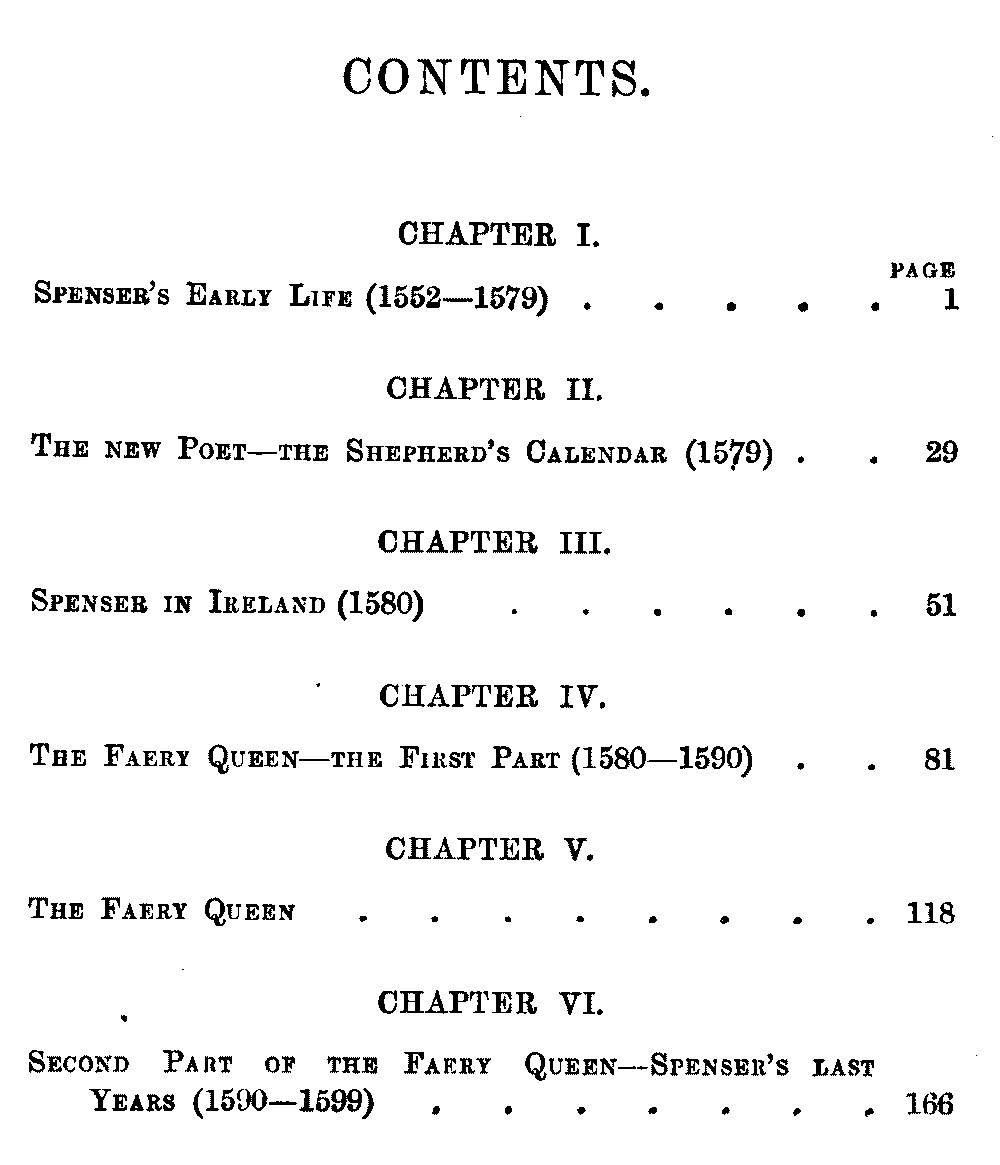 CONTENTS.
CHAPTER I.
PAGE
SPENSER'S EARLY LIFE (1552—1579) . . . . . 1
CHAPTER II.
THE NEW POET—THE SHEPHERD'S CALENDAR (1579) . . 29
CHAPTER III.
SPENSER IN IRELAND (1580) . . . . . . 51
CHAPTER IV.
THE FAERY QUEEN—THE FIRST PART (1580—1590) . . 81
CHAPTER V.
THE FAERY QUEEN . . . . . . . . 118
CHAPTER VI.
SECOND PART OF THE FAERY QUEEN—SPENSER'S LAST
YEARS (1590—1599) . . . . . . . 166